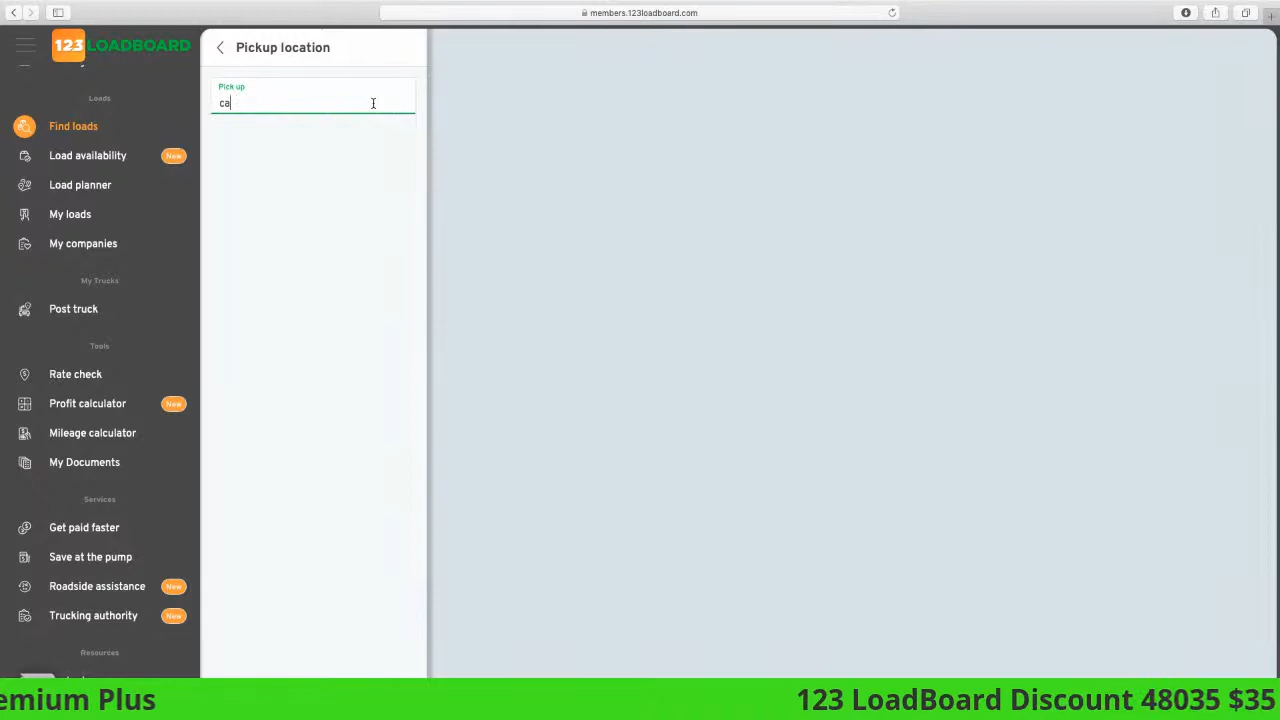 members.123loadboard.com
123 LOADBOARD
Pickup location
Pick up
ca
Loads
Find loads
Load availability New
Load planner
My loads
My companies
My Trucks
Post truck
Tools
Rate check
Profit calculator New
Mileage calculator
My Documents
Services
Get paid faster
Save at the pump
Roadside assistance New
Trucking authority New
Resources
emium Plus
123 LoadBoard Discount 48035 $35